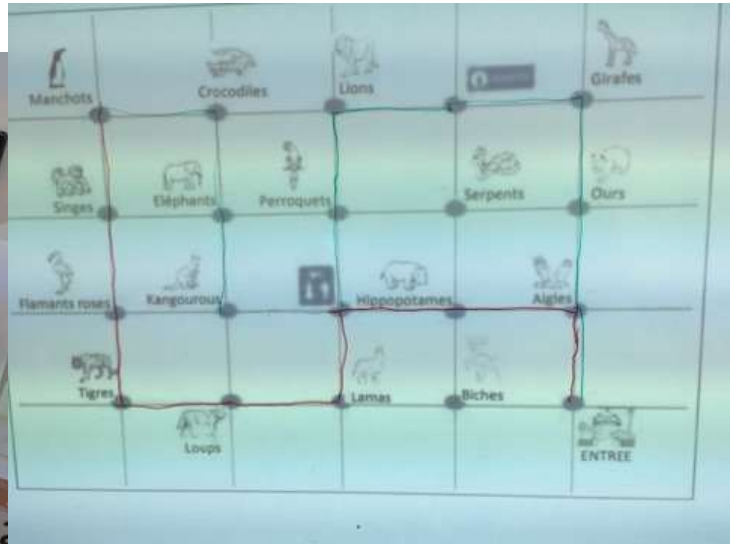 Manchots
Crocodiles
Lions
Girafes
Singes
Eléphants
Perroquets
Serpents
Ours
Flamants roses
Kangourous
Hippopotames
Aigles
Tigres
Loups
Lamas
Biches
ENTREE